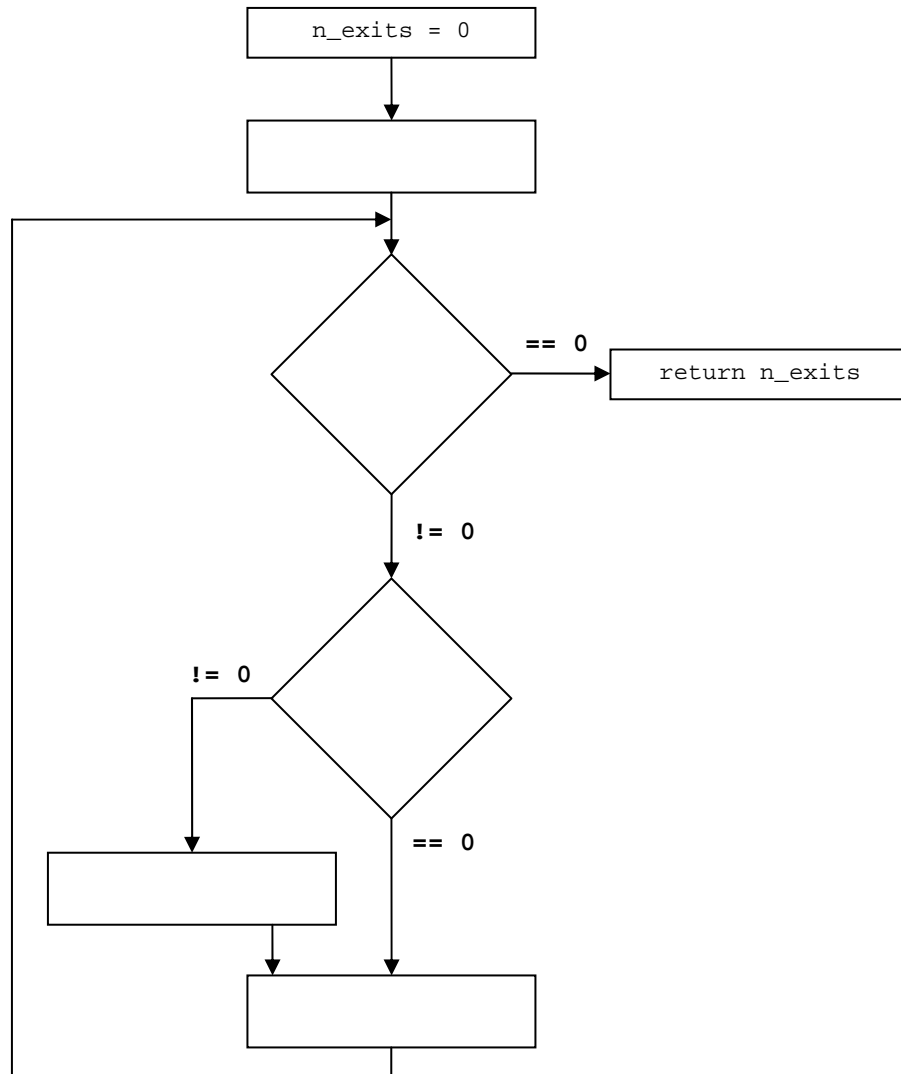 n_exits = 0
== 0
return n_exits
!= 0
!= 0
== 0